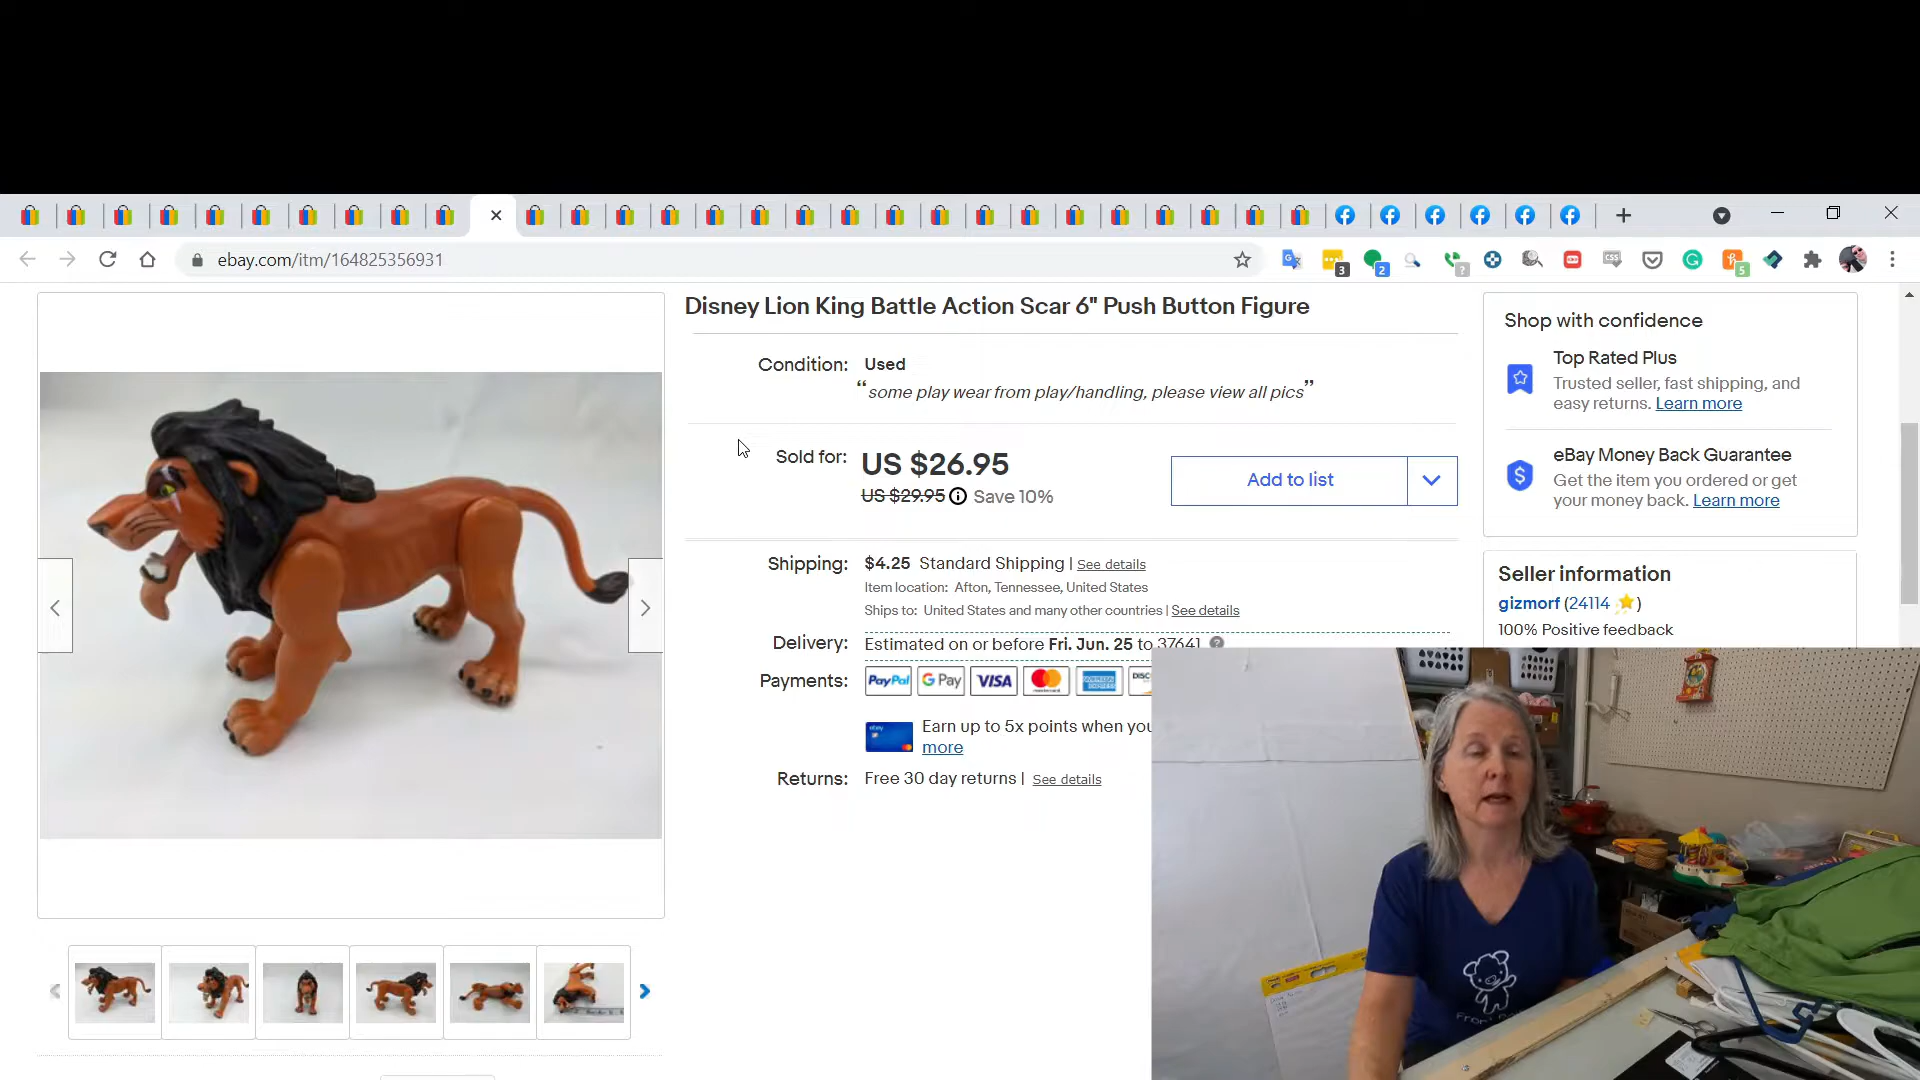 ebay.com/itm/164825356931
3
2
?
5
Disney Lion King Battle Action Scar 6" Push Button Figure
Condition: Used
“some play wear from play/handling, please view all pics”
Sold for: US $26.95
US $29.95 Save 10%
Add to list
Shipping: $4.25 Standard Shipping | See details
Item location: Afton, Tennessee, United States
Ships to: United States and many other countries | See details
Delivery: Estimated on or before Fri. Jun. 25 to 37641
Payments: PayPal G Pay VISA
Earn up to 5x points when you
more
Returns: Free 30 day returns | See details
Shop with confidence
Top Rated Plus
Trusted seller, fast shipping, and
easy returns. Learn more
eBay Money Back Guarantee
Get the item you ordered or get
your money back. Learn more
Seller information
gizmorf (24114)
100% Positive feedback